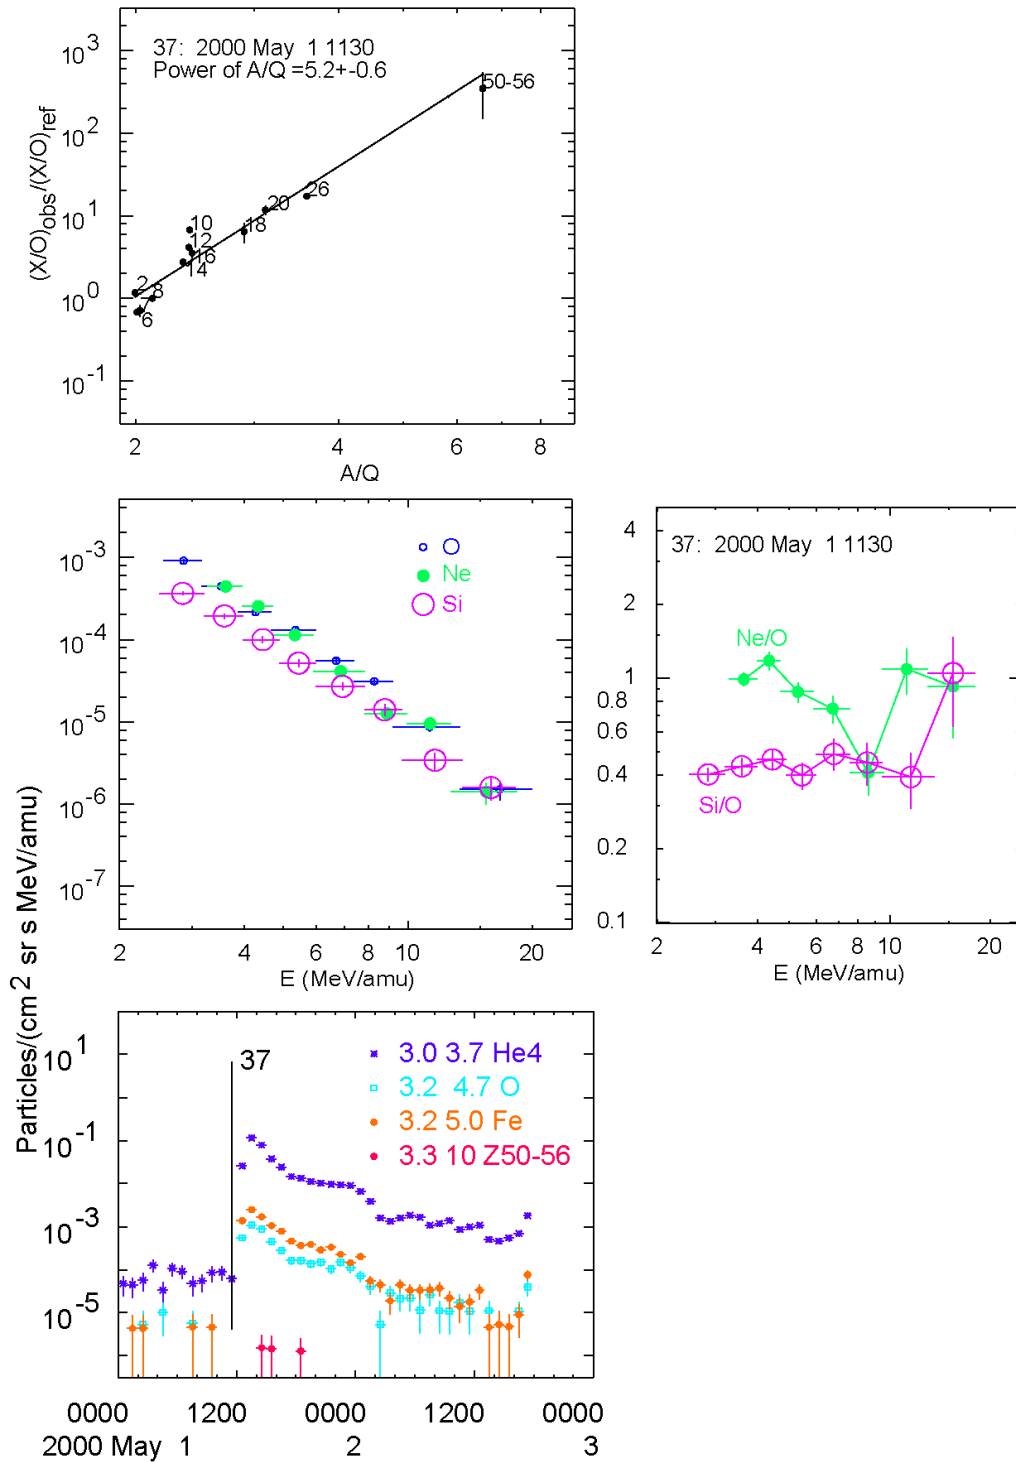 37: 2000 May 1 1130
Power of A/Q =5.2+-0.6
10^3
10^2
10^1
10^0
10^-1
(X/O)obs/(X/O)ref
50-56
26
20
18
10
12
16
14
2
8
7
6
2 4 6 8
A/Q
O
Ne
Si
10^-3
10^-4
10^-5
10^-6
10^-7
2 4 6 8 10 20
E (MeV/amu)
37: 2000 May 1 1130
4
2
1
0.8
0.6
0.4
0.2
0.1
Ne/O
Si/O
2 4 6 8 10 20
E (MeV/amu)
Particles/(cm^2 sr s MeV/amu)
10^1
10^-1
10^-3
10^-5
37
3.0 3.7 He4
3.2 4.7 O
3.2 5.0 Fe
3.3 10 Z50-56
0000 1200 0000 1200 0000
2000 May 1 2 3